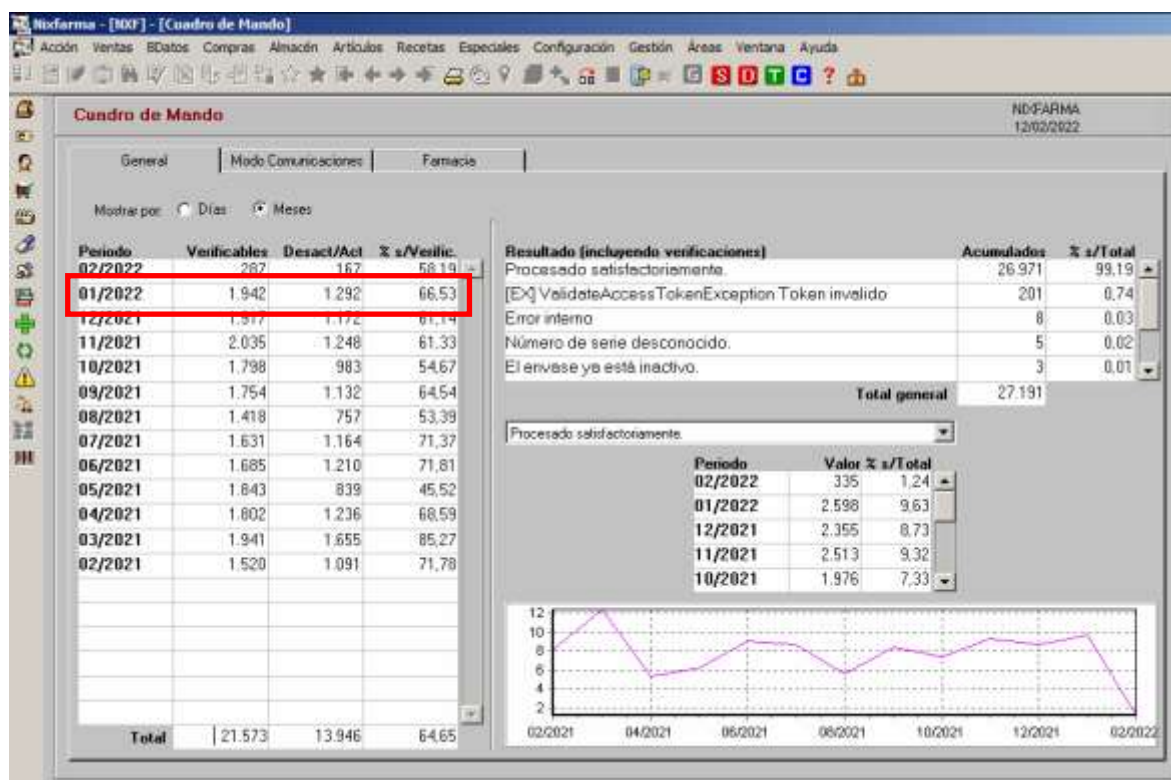 Nixfarma - [NXF] - [Cuadro de Mando]
Acción Ventas BDatos Compras Almacén Artículos Recetas Especiales Configuración Gestión Áreas Ventana Ayuda
G S D T C ?
Cuadro de Mando
NIXFARMA
12/02/2022
General Modo Comunicaciones Farmacia
Mostrar por: Días Meses
Periodo Verificables Desact/Act % s/Verific.
02/2022 287 167 58,19
01/2022 1.942 1.292 66,53
12/2021 1.917 1.172 61,14
11/2021 2.035 1.248 61,33
10/2021 1.798 983 54,67
09/2021 1.754 1.132 64,54
08/2021 1.418 757 53,39
07/2021 1.631 1.164 71,37
06/2021 1.685 1.210 71,81
05/2021 1.843 839 45,52
04/2021 1.802 1.236 68,59
03/2021 1.941 1.655 85,27
02/2021 1.520 1.091 71,78
Total 21.573 13.946 64,65
Resultado (incluyendo verificaciones) Acumulados % s/Total
Procesado satisfactoriamente. 26.971 99,19
[EX] ValidateAccessTokenException Token invalido 201 0,74
Error interno 8 0,03
Número de serie desconocido. 5 0,02
El envase ya está inactivo. 3 0,01
Total general 27.191
Procesado satisfactoriamente.
Periodo Valor % s/Total
02/2022 335 1,24
01/2022 2.598 9,63
12/2021 2.355 8,73
11/2021 2.513 9,32
10/2021 1.976 7,33
12
10
8
6
4
2
02/2021 04/2021 06/2021 08/2021 10/2021 12/2021 02/2022